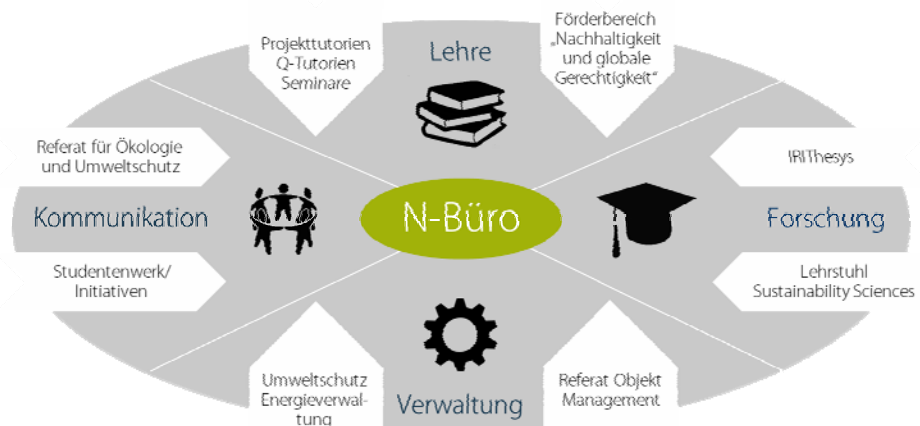 Projekttutorien
Q-Tutorien
Seminare
Lehre
Förderbereich
„Nachhaltigkeit
und globale
Gerechtigkeit“
Referat für Ökologie
und Umweltschutz
IRIThesys
Kommunikation
N-Büro
Forschung
Studentenwerk/
Initiativen
Lehrstuhl
Sustainability Sciences
Umweltschutz
Energieverwal-
tung
Verwaltung
Referat Objekt
Management